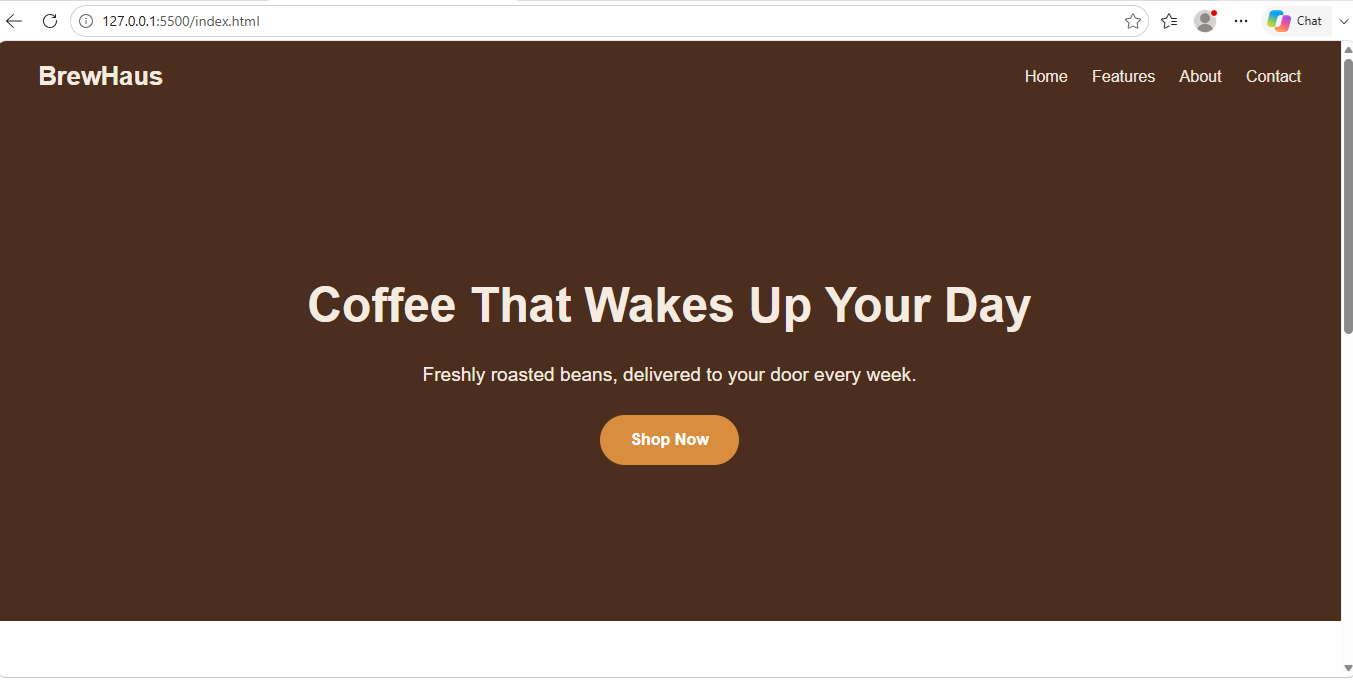 127.0.0.1:5500/index.html
Chat
BrewHaus
Home Features About Contact
Coffee That Wakes Up Your Day
Freshly roasted beans, delivered to your door every week.
Shop Now